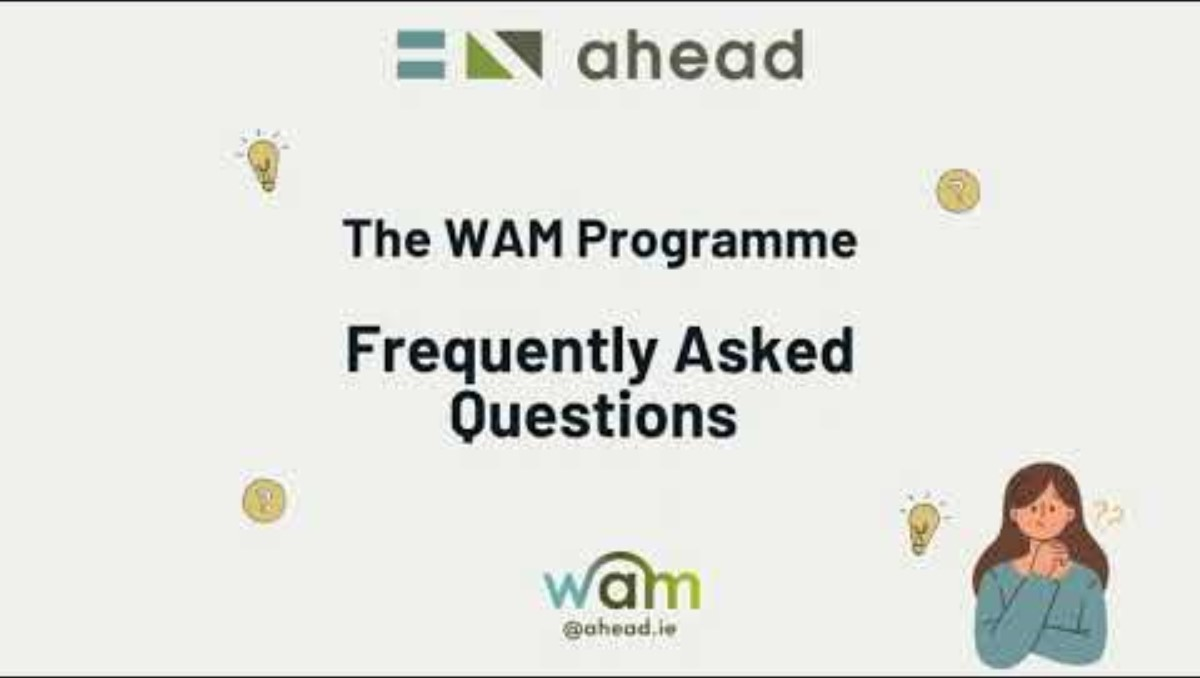 ahead
The WAM Programme
Frequently Asked
Questions
?
?
??
wam
@ahead.ie